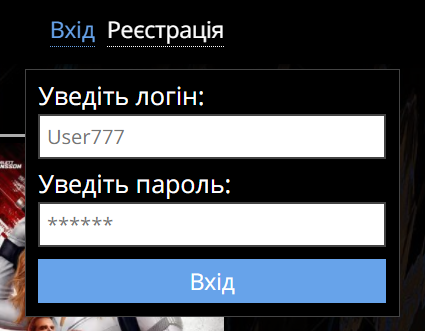 Вхід Реєстрація
Уведіть логін:
User777
Уведіть пароль:
******
Вхід